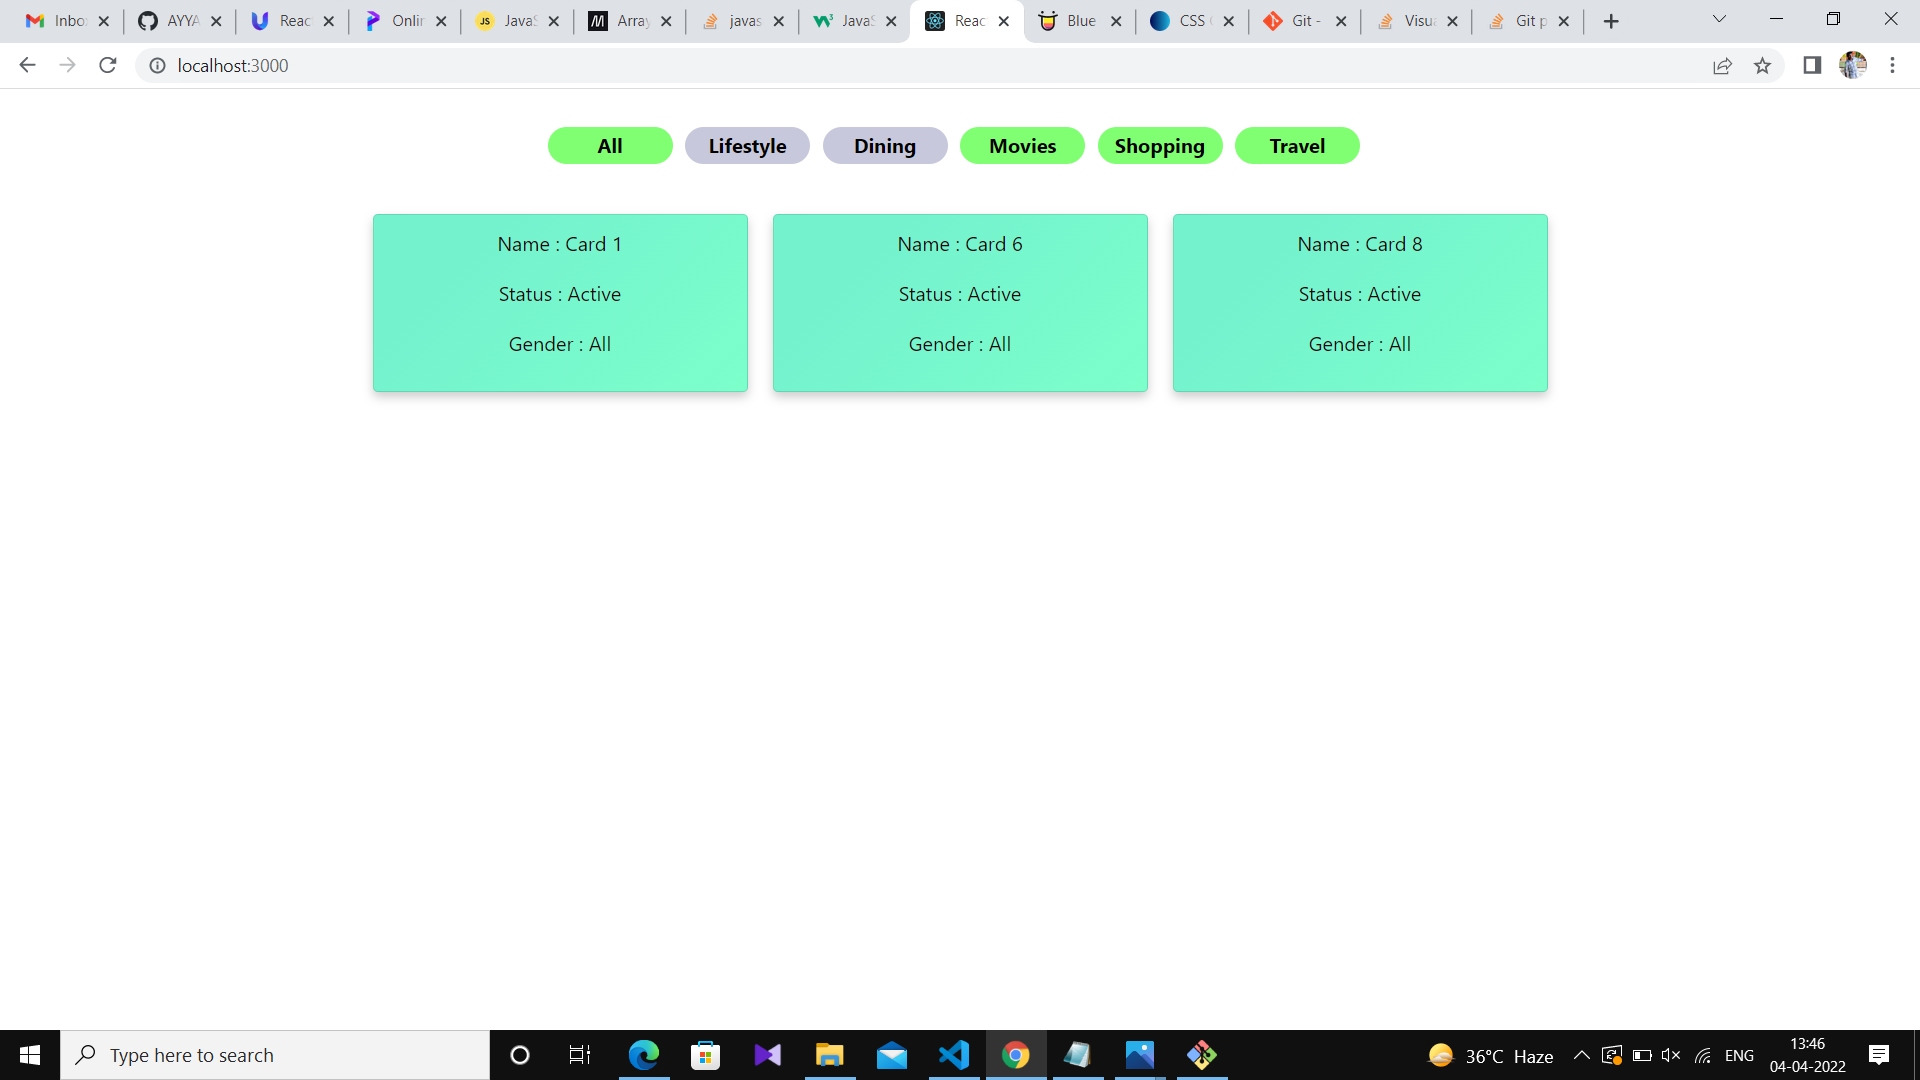 Inbo
AYYA
Reac
Onlin
JavaS
Array
javas
JavaS
Reac
Blue
CSS
Git -
Visua
Git p
localhost:3000
All Lifestyle Dining Movies Shopping Travel
Name : Card 1
Status : Active
Gender : All
Name : Card 6
Status : Active
Gender : All
Name : Card 8
Status : Active
Gender : All
Type here to search
36°C Haze
ENG
13:46
04-04-2022